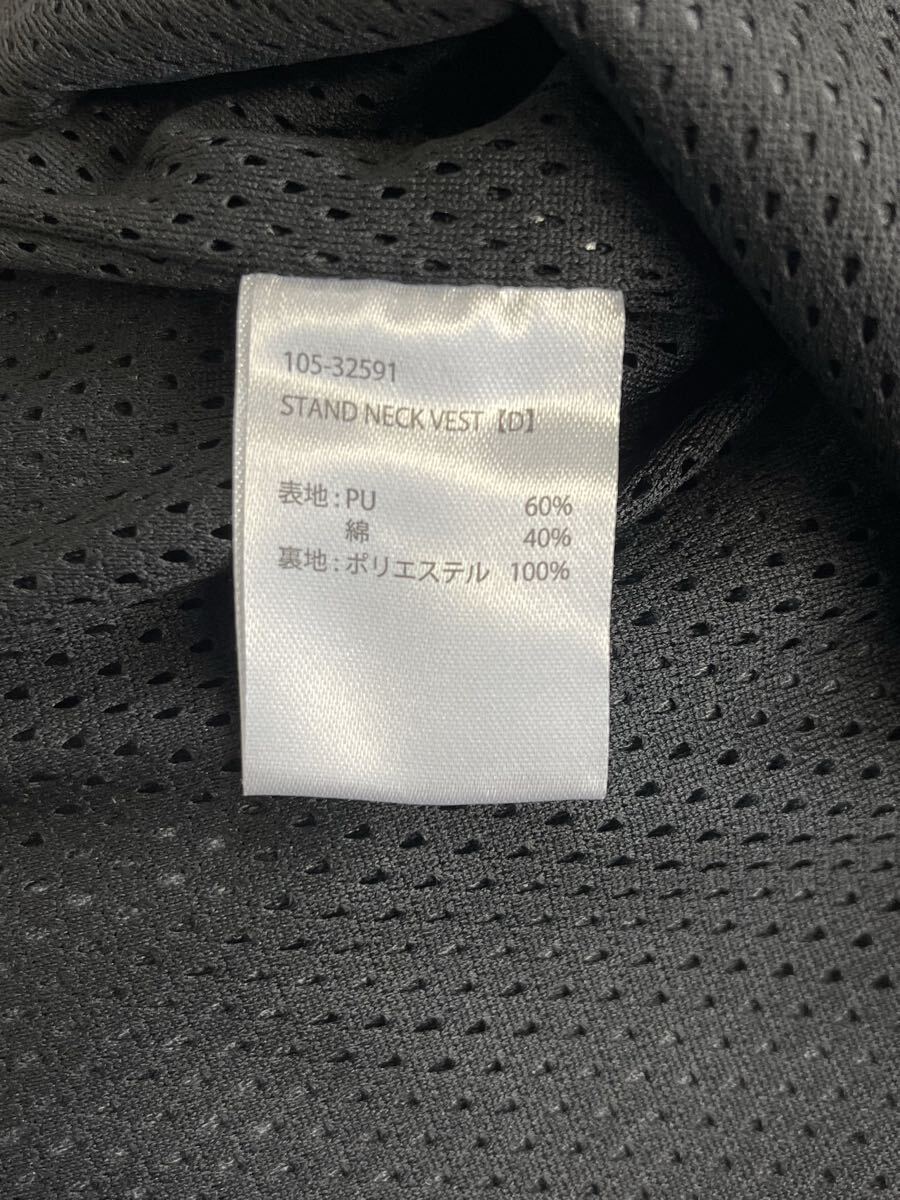 105-32591
STAND NECK VEST【D】
表地：PU 60%
綿 40%
裏地：ポリエステル 100%